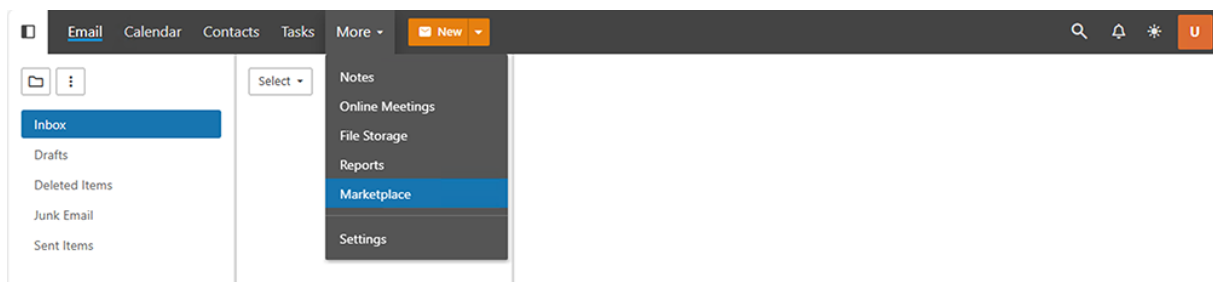 Email Calendar Contacts Tasks More New U
Select
Inbox
Drafts
Deleted Items
Junk Email
Sent Items
Notes
Online Meetings
File Storage
Reports
Marketplace
Settings